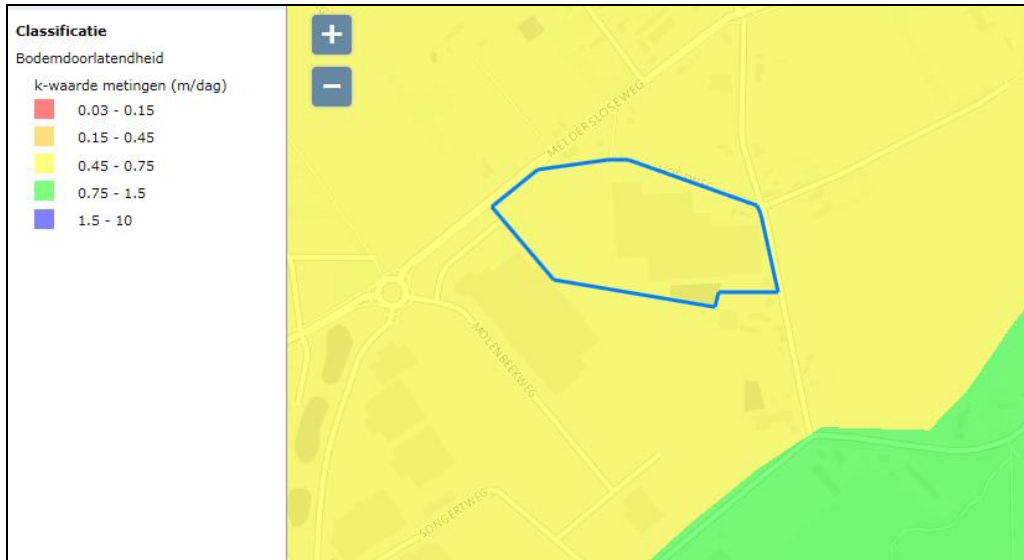 Classificatie
Bodemdoorlatendheid
k-waarde metingen (m/dag)
0.03 - 0.15
0.15 - 0.45
0.45 - 0.75
0.75 - 1.5
1.5 - 10
+
−
MELDERSLOSEWEG
MOLENBEEKWEG
SONGERTWEG